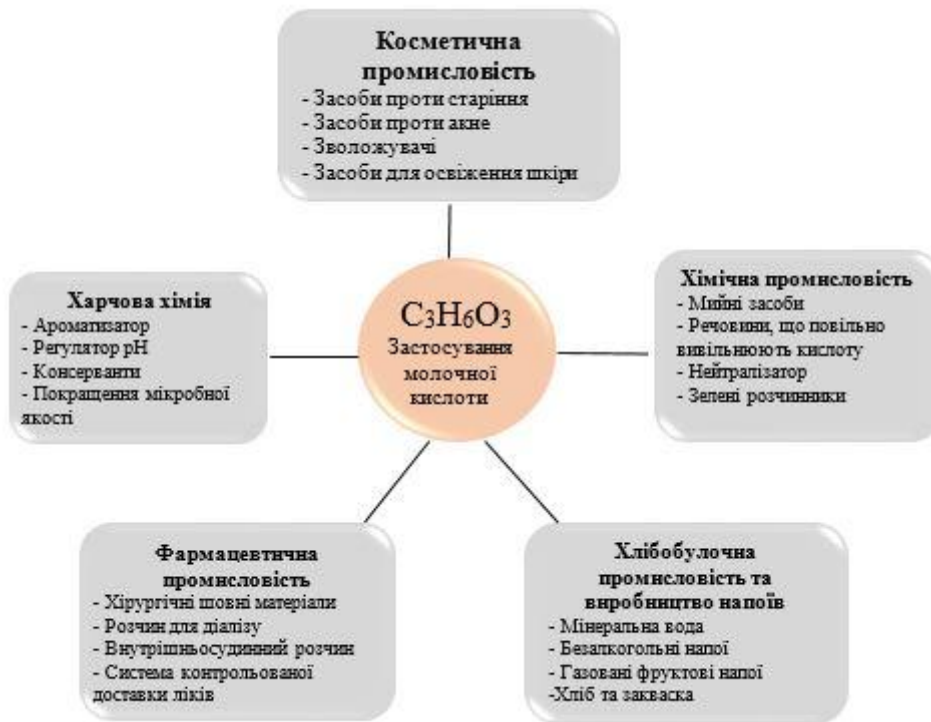 Косметична
промисловість
- Засоби проти старіння
- Засоби проти акне
- Зволожувачі
- Засоби для освіження шкіри
Харчова хімія
- Ароматизатор
- Регулятор pH
- Консерванти
- Покращення мікробної
якості
C₃H₆O₃
Застосування
молочної
кислоти
Хімічна промисловість
- Мийні засоби
- Речовини, що повільно
вивільнюють кислоту
- Нейтралізатор
- Зелені розчинники
Фармацевтична
промисловість
- Хірургічні шовні матеріали
- Розчин для діалізу
- Внутрішньосудинний розчин
- Система контрольованої
доставки ліків
Хлібобулочна
промисловість та
виробництво напоїв
- Мінеральна вода
- Безалкогольні напої
- Газовані фруктові напої
-Хліб та закваска